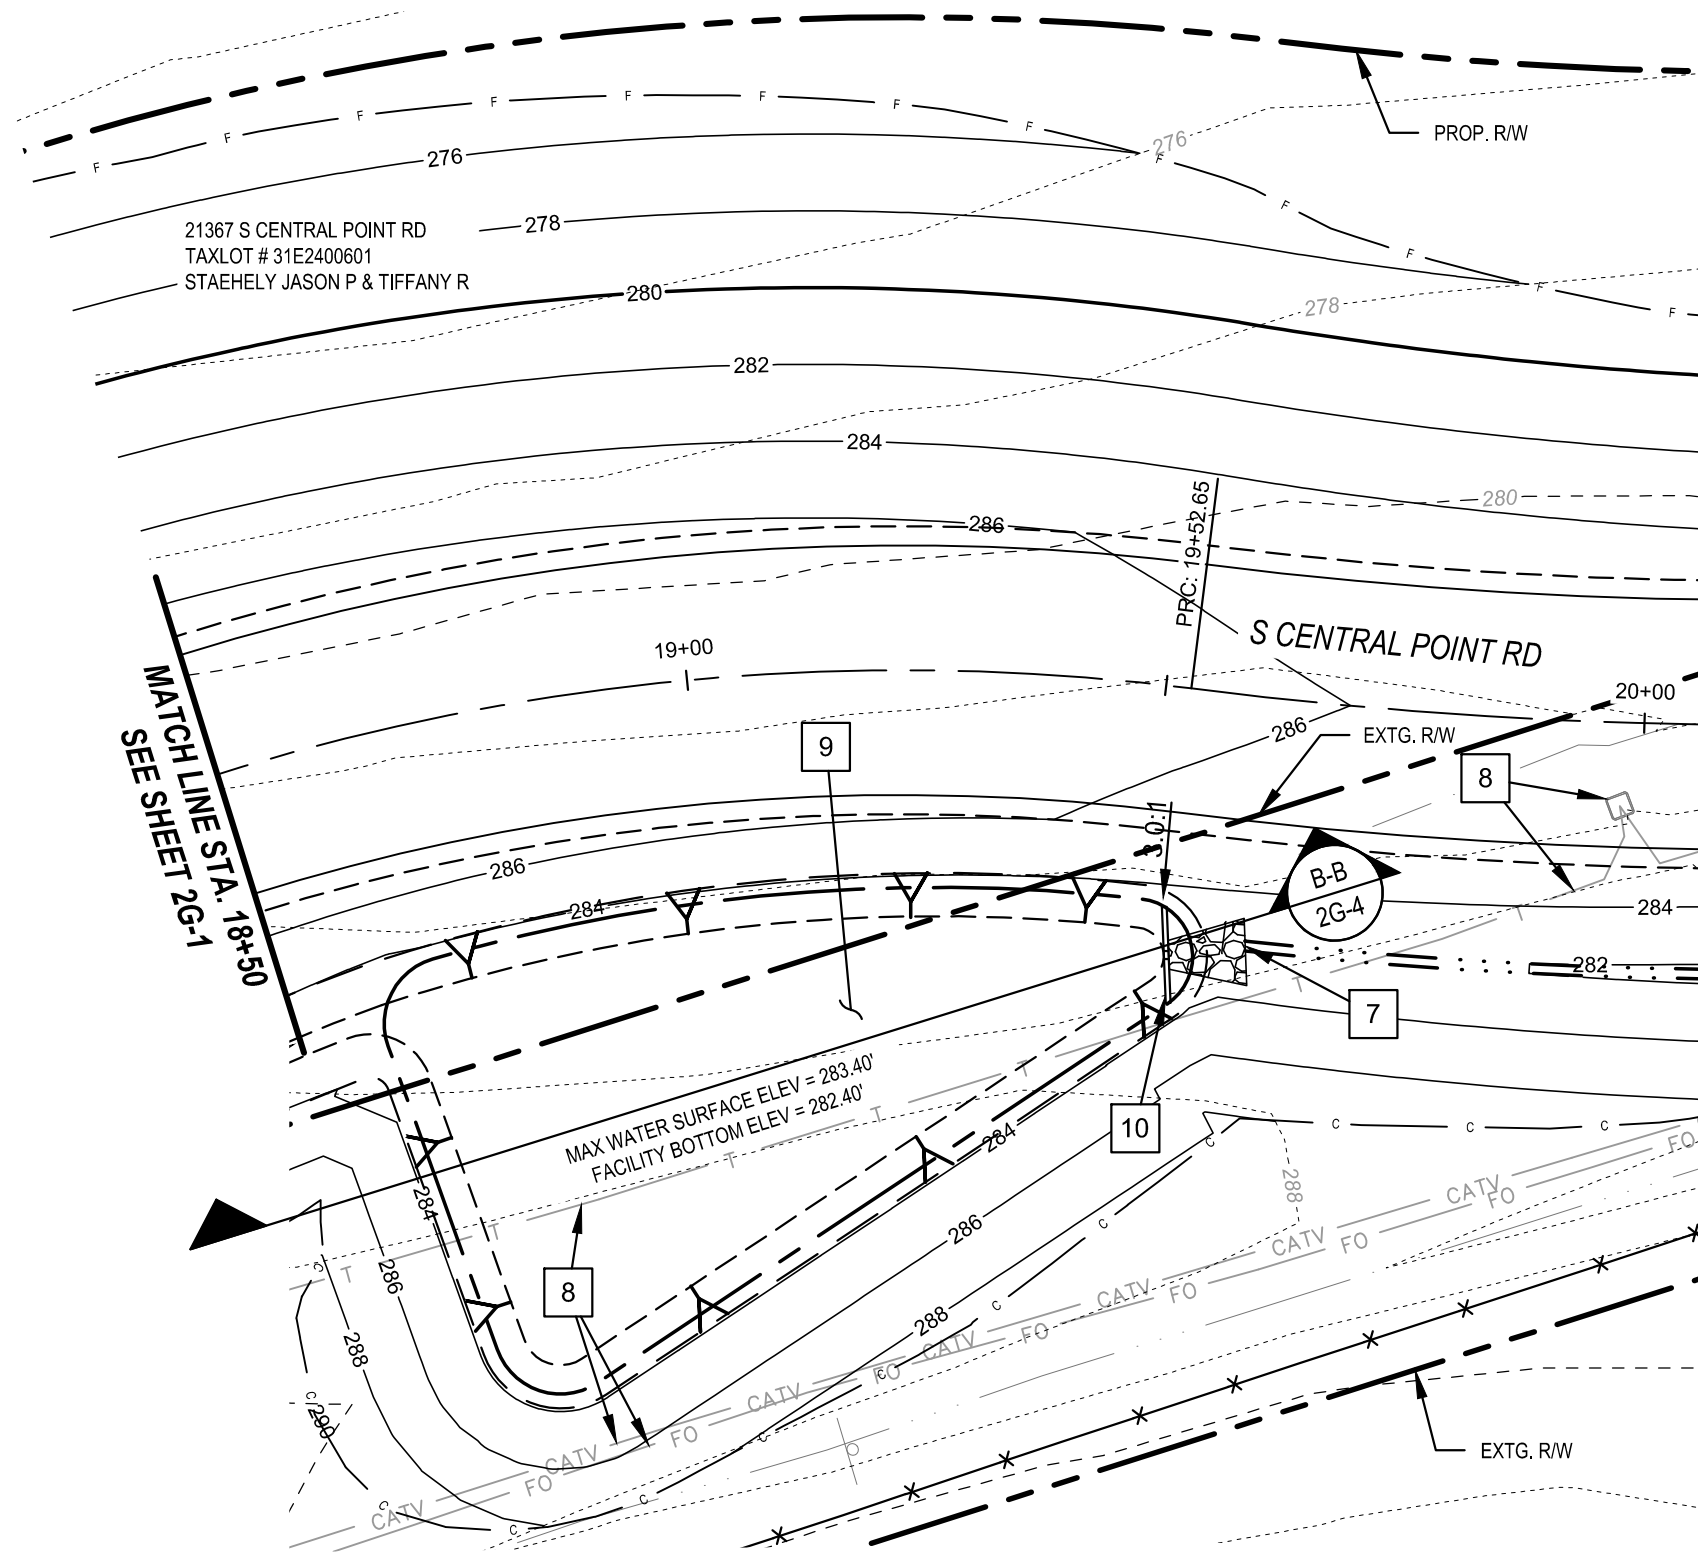 PROP. R/W
F F F F F F F F F F F F F F
276
276
21367 S CENTRAL POINT RD
TAXLOT # 31E2400601
STAEHELY JASON P & TIFFANY R
278
280
278
282
284
280
286
PRC: 19+52.65
S CENTRAL POINT RD
19+00
20+00
MATCH LINE STA. 18+50
SEE SHEET 2G-1
9
286
EXTG. R/W
8
3.0:1
286
284
B-B
2G-4
284
282
7
10
MAX WATER SURFACE ELEV = 283.40'
FACILITY BOTTOM ELEV = 282.40'
T T T T T T T
284
284
286
286
288
288
288
290
8
C C C C C C C C C C C C
CATV CATV CATV CATV CATV CATV CATV
FO FO FO FO FO FO FO FO
EXTG. R/W